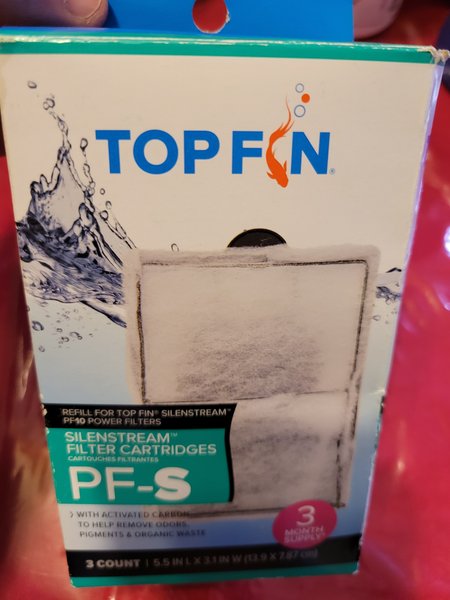 TOP FIN®
REFILL FOR TOP FIN® SILENSTREAM™
PF10 POWER FILTERS
SILENSTREAM™
FILTER CARTRIDGES
CARTOUCHES FILTRANTES
PF-S
WITH ACTIVATED CARBON
TO HELP REMOVE ODORS,
PIGMENTS & ORGANIC WASTE
3
MONTH
SUPPLY
3 COUNT | 5.5 IN L X 3.1 IN W (13.9 X 7.87 cm)